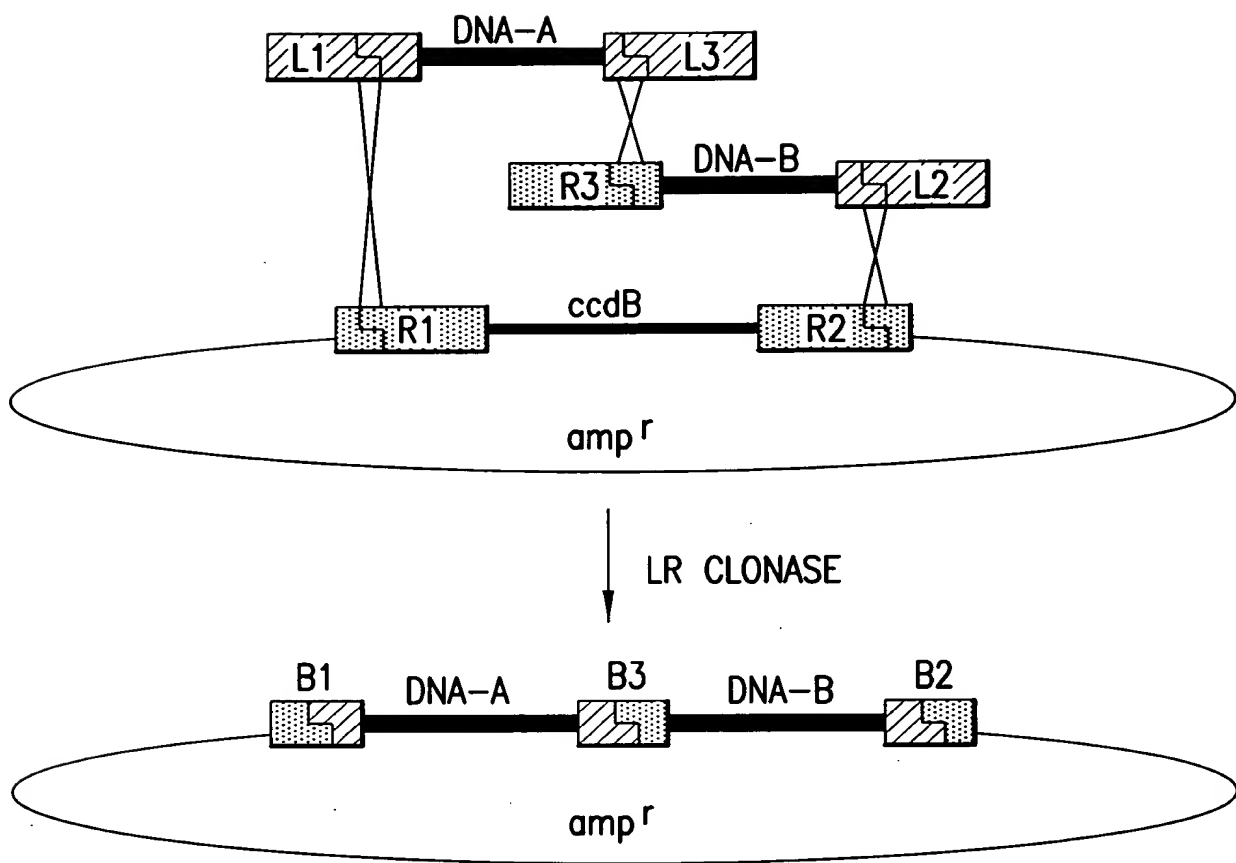 DNA-A
L1
L3
DNA-B
R3
L2
ccdB
R1
R2
amp r
LR CLONASE
B1
B3
B2
DNA-A
DNA-B
amp r